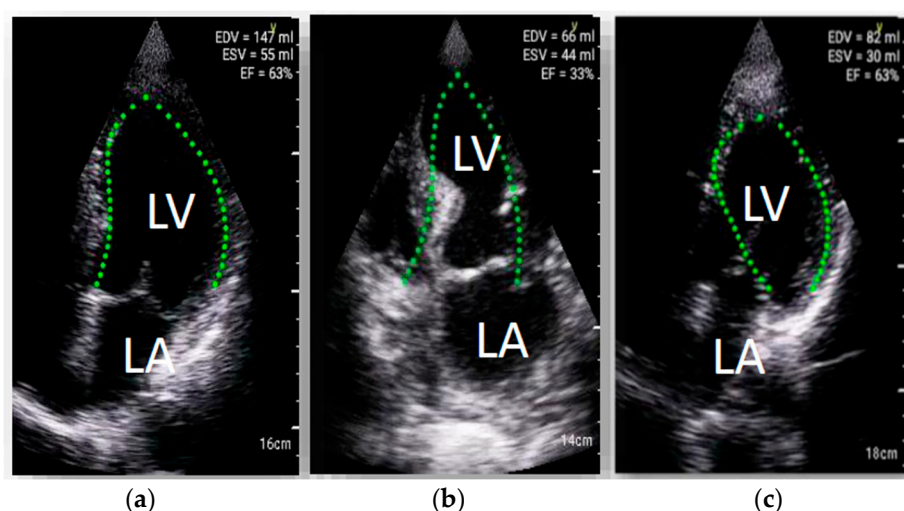 y
EDV = 147 ml
ESV = 55 ml
EF = 63%
LV
LA
16cm
y
EDV = 66 ml
ESV = 44 ml
EF = 33%
LV
LA
14cm
y
EDV = 82 ml
ESV = 30 ml
EF = 63%
LV
LA
18cm
(a) (b) (c)